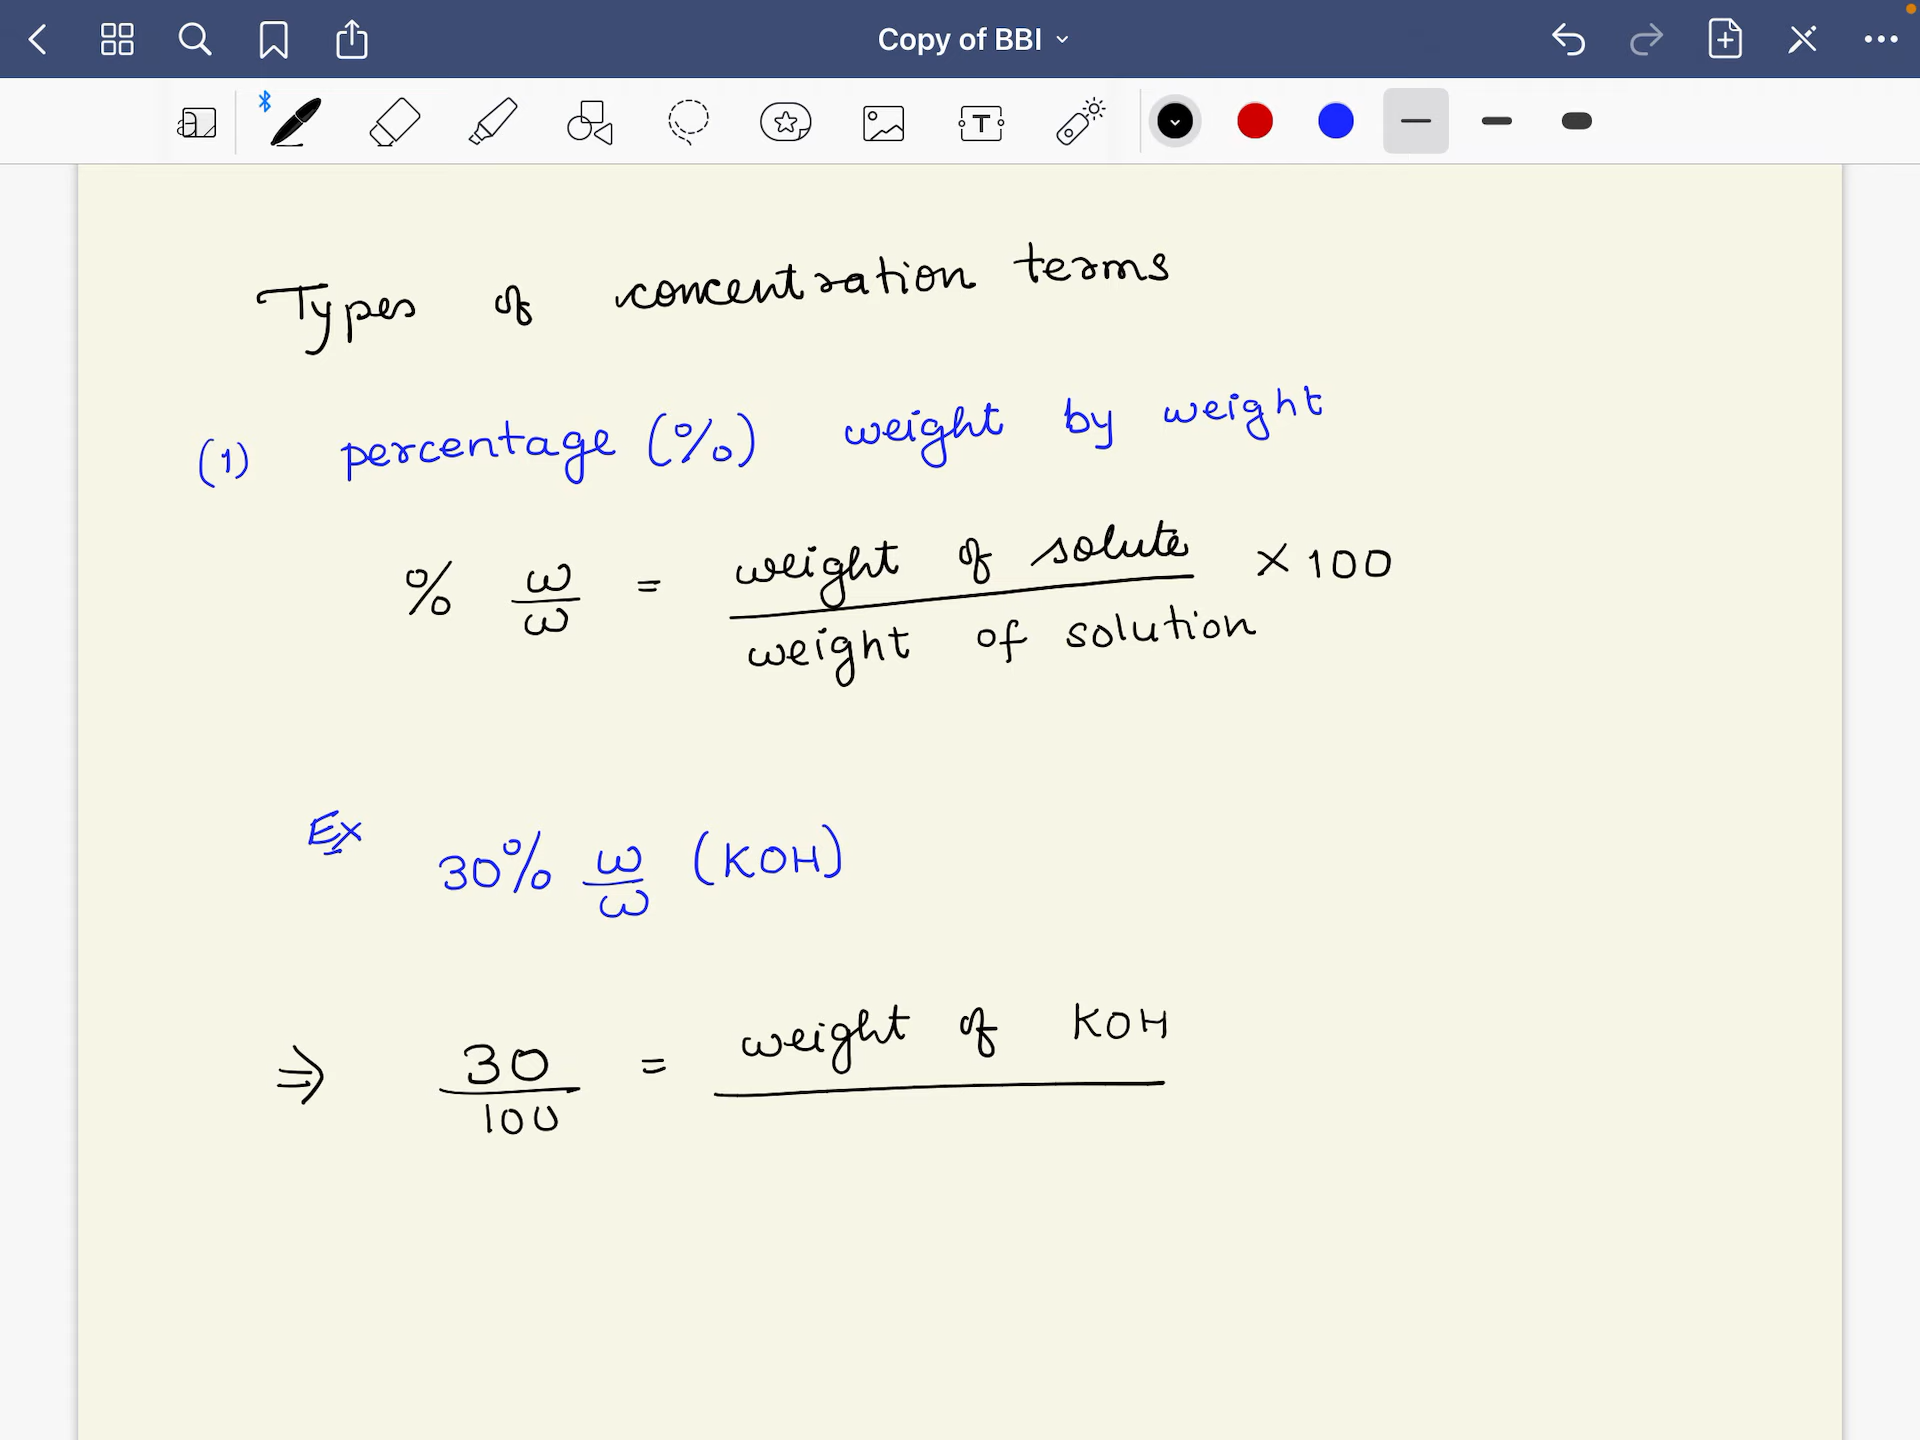 Copy of BBI
Types of concentration terms
(1) percentage (%) weight by weight
% w/w = weight of solute / weight of solution × 100
Ex
30% w/w (KOH)
⇒ 30/100 = weight of KOH